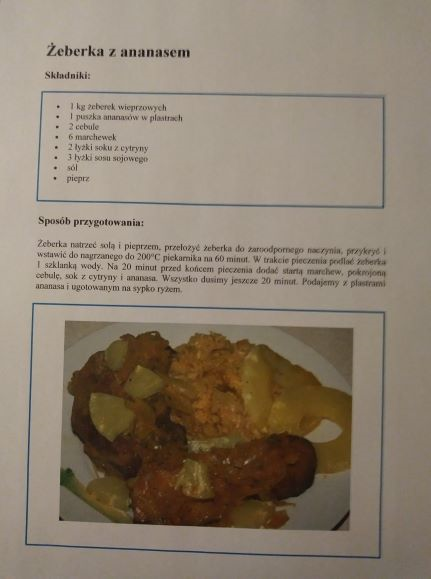 Żeberka z ananasem
Składniki:
• 1 kg żeberek wieprzowych
• 1 puszka ananasów w plastrach
• 2 cebule
• 6 marchewek
• 2 łyżki soku z cytryny
• 3 łyżki sosu sojowego
• sól
• pieprz
Sposób przygotowania:
Żeberka natrzeć solą i pieprzem, przełożyć żeberka do żaroodpornego naczynia, przykryć i
wstawić do nagrzanego do 200°C piekarnika na 60 minut. W trakcie pieczenia podlać żeberka
1 szklanką wody. Na 20 minut przed końcem pieczenia dodać startą marchew, pokrojoną
cebulę, sok z cytryny i ananasa. Wszystko dusimy jeszcze 20 minut. Podajemy z plastrami
ananasa i ugotowanym na sypko ryżem.